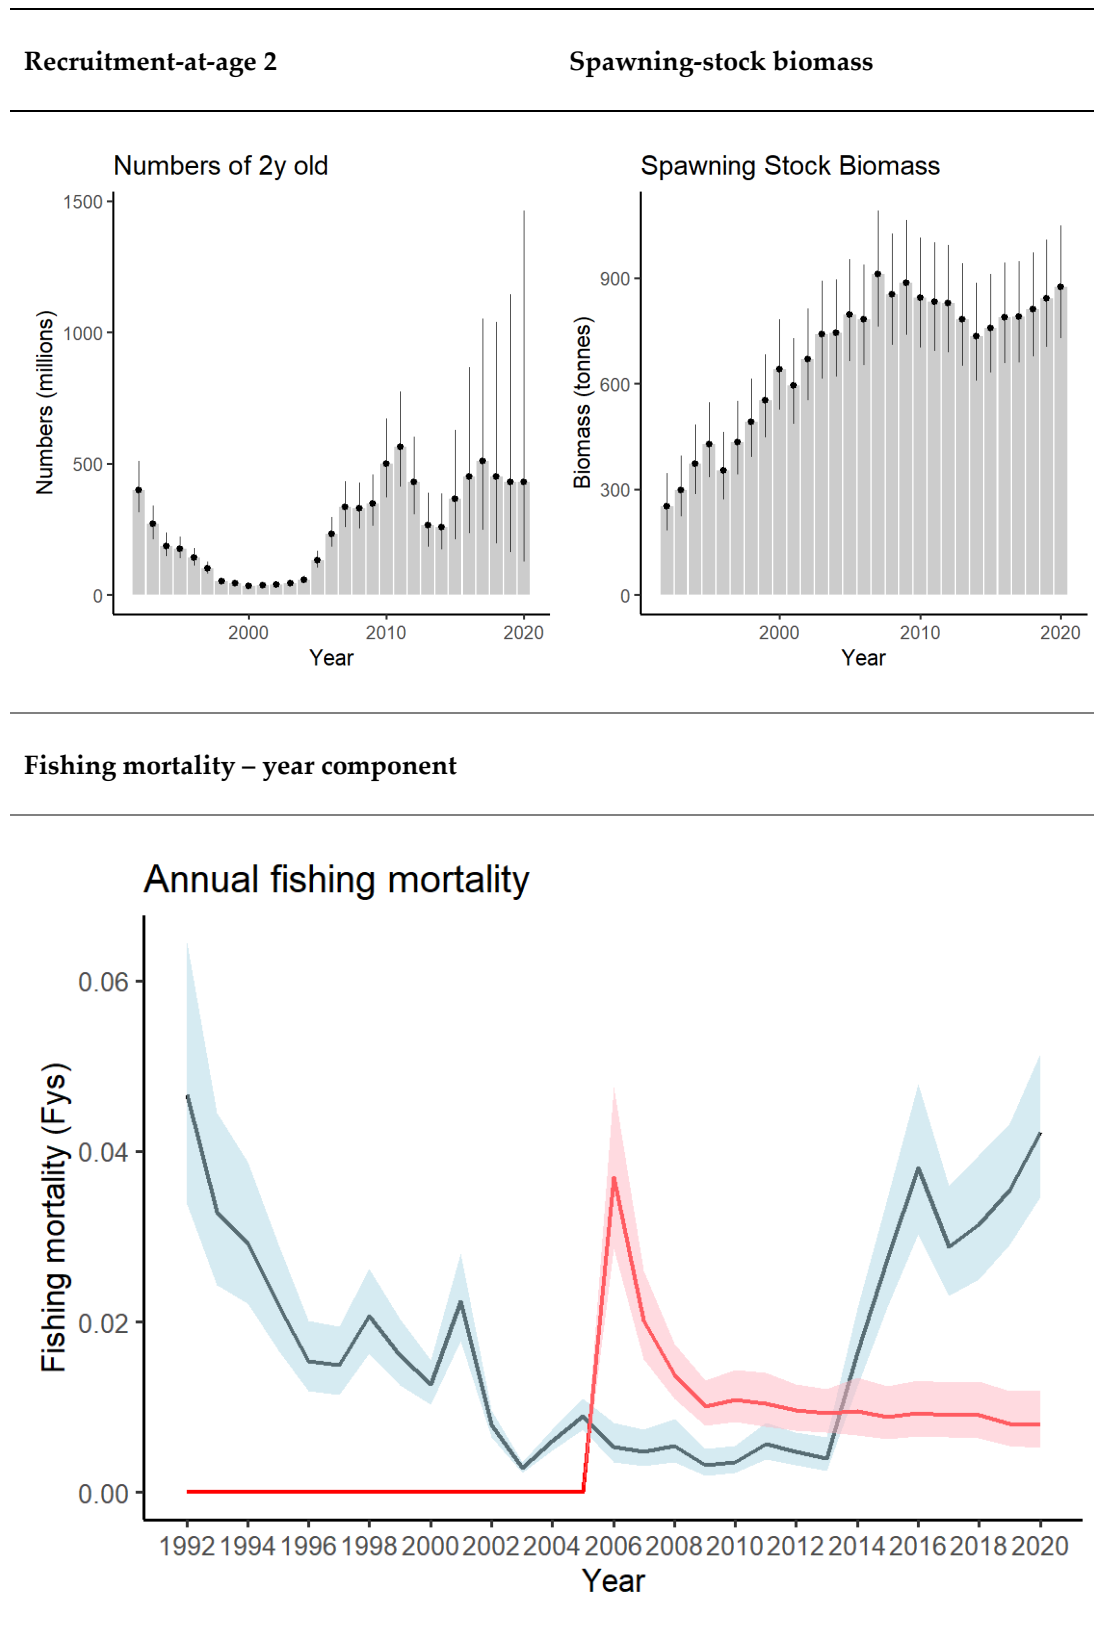 Recruitment-at-age 2 Spawning-stock biomass
Numbers of 2y old
1500
1000
500
0
Numbers (millions)
2000 2010 2020
Year
Spawning Stock Biomass
900
600
300
0
Biomass (tonnes)
2000 2010 2020
Year
Fishing mortality – year component
Annual fishing mortality
0.06
0.04
0.02
0.00
Fishing mortality (Fys)
1992 1994 1996 1998 2000 2002 2004 2006 2008 2010 2012 2014 2016 2018 2020
Year